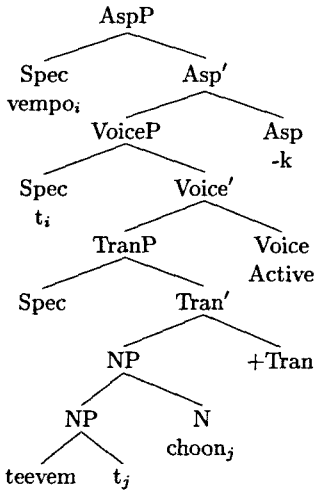 AspP
Spec Asp′
vempoᵢ
VoiceP Asp
-k
Spec Voice′
tᵢ
TranP Voice
Active
Spec Tran′
NP +Tran
NP N
choonⱼ
teevem tⱼ